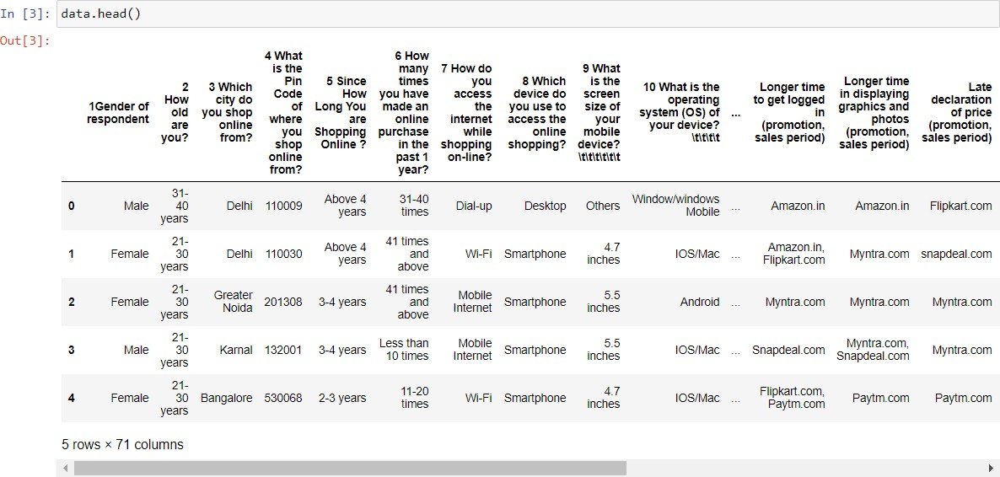 In [3]: data.head()
Out[3]:
1Gender of
respondent
2
How
old
are
you?
3 Which
city do
you shop
online
from?
4 What
is the
Pin
Code
of
where
you
shop
online
from?
5 Since
How
Long You
are
Shopping
Online ?
6 How
many
times
you have
made an
online
purchase
in the
past 1
year?
7 How do
you
access
the
internet
while
shopping
on-line?
8 Which
device do
you use to
access the
online
shopping?
9 What
is the
screen
size of
your
mobile
device?
\t\t\t\t\t\t
10 What is the
operating
system (OS) of
your device?
\t\t\t\t
...
Longer time
to get logged
in
(promotion,
sales period)
Longer time
in displaying
graphics and
photos
(promotion,
sales period)
Late
declaration
of price
(promotion,
sales period)
0
Male
31-
40
years
Delhi
110009
Above 4
years
31-40
times
Dial-up
Desktop
Others
Window/windows
Mobile
...
Amazon.in
Amazon.in
Flipkart.com
1
Female
21-
30
years
Delhi
110030
Above 4
years
41 times
and
above
Wi-Fi
Smartphone
4.7
inches
IOS/Mac
...
Amazon.in,
Flipkart.com
Myntra.com
snapdeal.com
2
Female
21-
30
years
Greater
Noida
201308
3-4 years
41 times
and
above
Mobile
Internet
Smartphone
5.5
inches
Android
...
Myntra.com
Myntra.com
Myntra.com
3
Male
21-
30
years
Karnal
132001
3-4 years
Less than
10 times
Mobile
Internet
Smartphone
5.5
inches
IOS/Mac
...
Snapdeal.com
Myntra.com,
Snapdeal.com
Myntra.com
4
Female
21-
30
years
Bangalore
530068
2-3 years
11-20
times
Wi-Fi
Smartphone
4.7
inches
IOS/Mac
...
Flipkart.com,
Paytm.com
Paytm.com
Paytm.com
5 rows × 71 columns